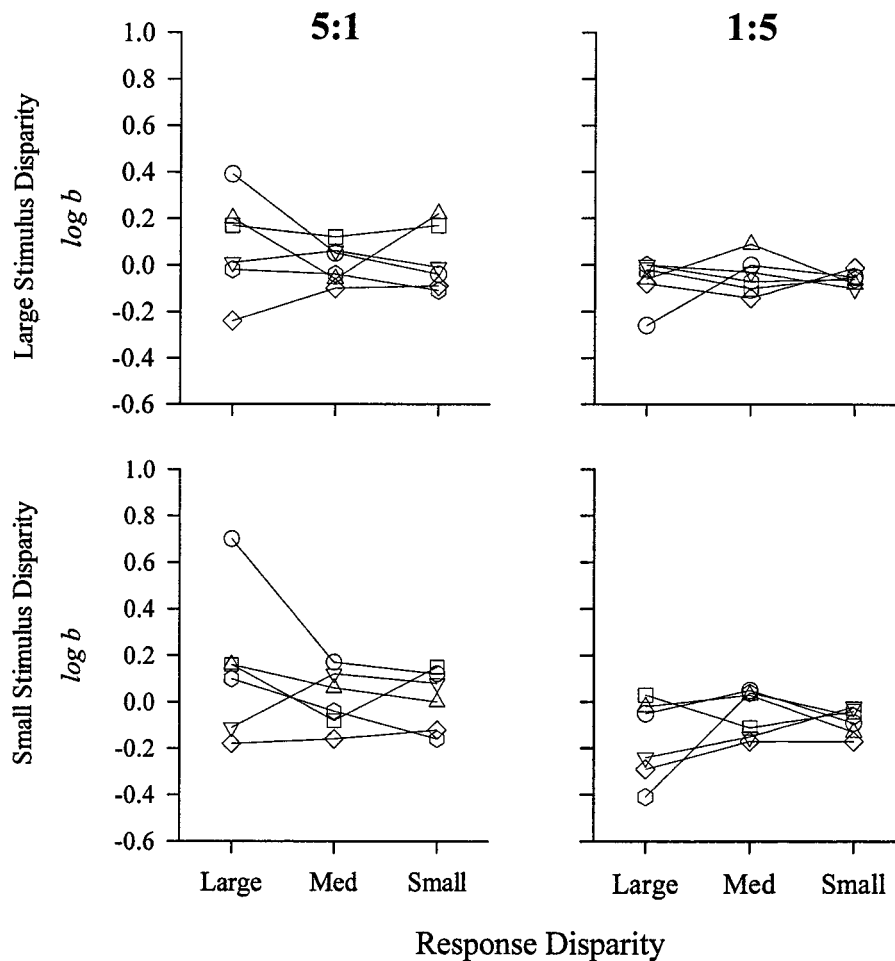 5:1
1:5
Large Stimulus Disparity
log b
1.0
0.8
0.6
0.4
0.2
0.0
-0.2
-0.4
-0.6
Small Stimulus Disparity
log b
1.0
0.8
0.6
0.4
0.2
0.0
-0.2
-0.4
-0.6
Large Med Small
Large Med Small
Response Disparity